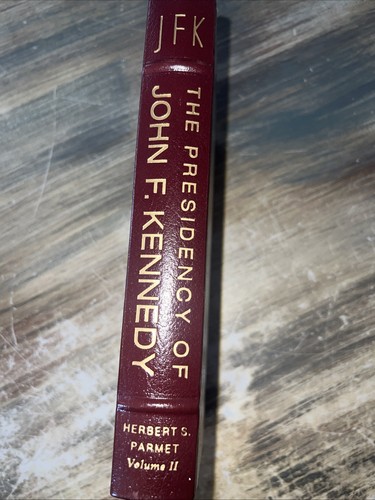 JFK
THE PRESIDENCY OF
JOHN F. KENNEDY
HERBERT S.
PARMET
Volume II